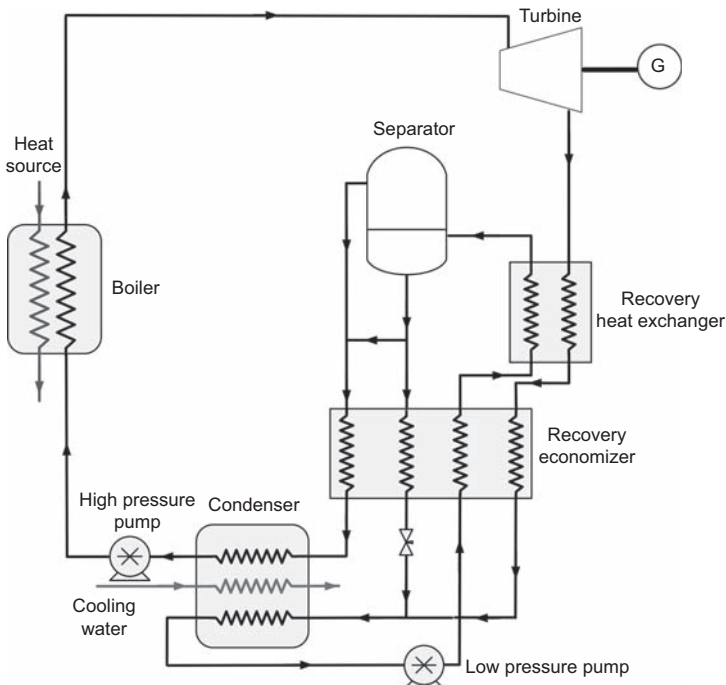 Turbine
G
Separator
Heat
source
Boiler
Recovery
heat exchanger
Recovery
economizer
High pressure
pump
Condenser
Cooling
water
Low pressure pump